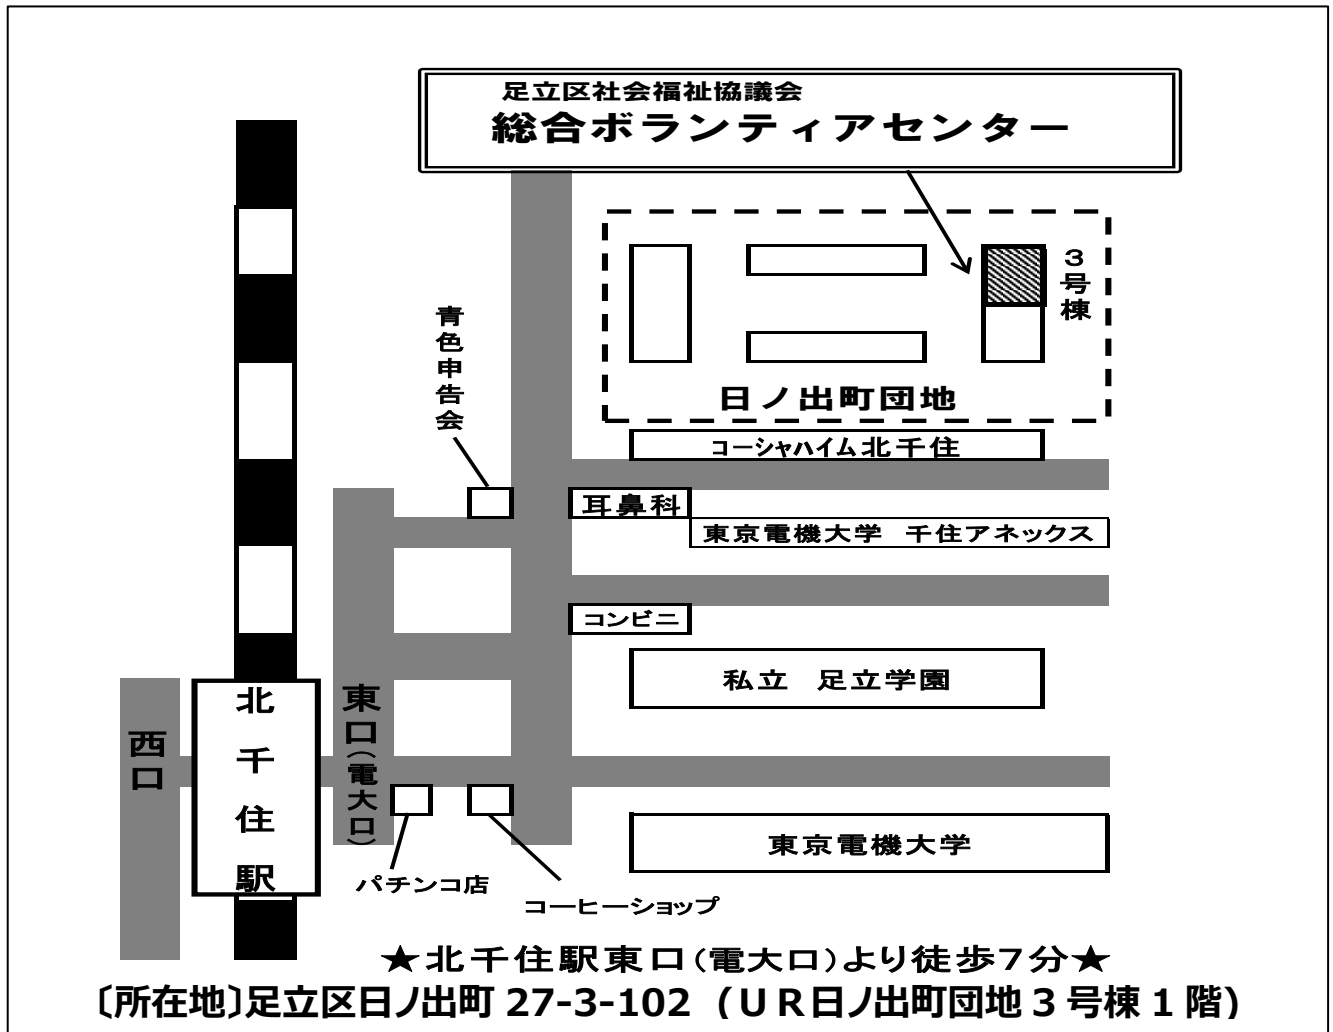 足立区社会福祉協議会
総合ボランティアセンター
3号棟
青色申告会
日ノ出町団地
コーシャハイム北千住
耳鼻科
東京電機大学 千住アネックス
コンビニ
私立 足立学園
北千住駅
東口(電大口)
西口
東京電機大学
パチンコ店
コーヒーショップ
★北千住駅東口(電大口)より徒歩7分★
〔所在地〕足立区日ノ出町 27-3-102 (UR日ノ出町団地3号棟1階)